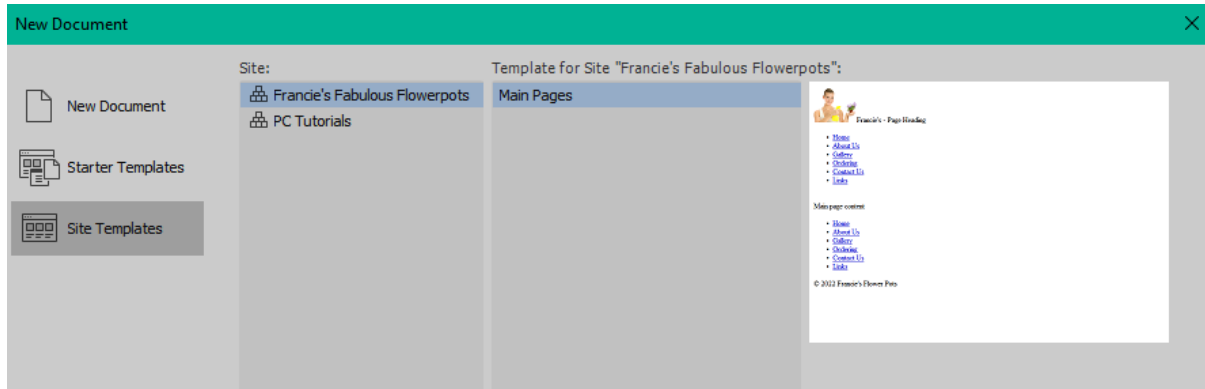 New Document
Site:
Template for Site "Francie's Fabulous Flowerpots":
New Document
Starter Templates
Site Templates
Francie's Fabulous Flowerpots
PC Tutorials
Main Pages
Francie's - Page Heading
Home
About Us
Gallery
Ordering
Contact Us
Links
Main page content
Home
About Us
Gallery
Ordering
Contact Us
Links
© 2022 Francie's Flower Pots